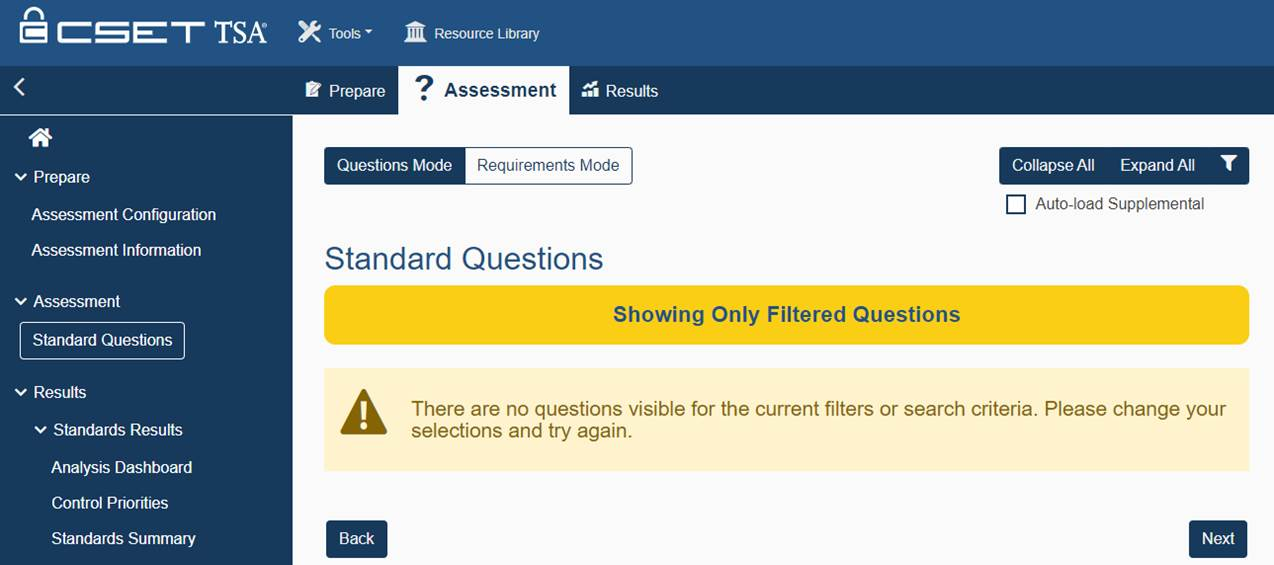 CSET TSA® Tools Resource Library
Prepare ? Assessment Results
Prepare
Assessment Configuration
Assessment Information
Assessment
Standard Questions
Results
Standards Results
Analysis Dashboard
Control Priorities
Standards Summary
Questions Mode Requirements Mode
Collapse All Expand All
Auto-load Supplemental
Standard Questions
Showing Only Filtered Questions
There are no questions visible for the current filters or search criteria. Please change your
selections and try again.
Back Next